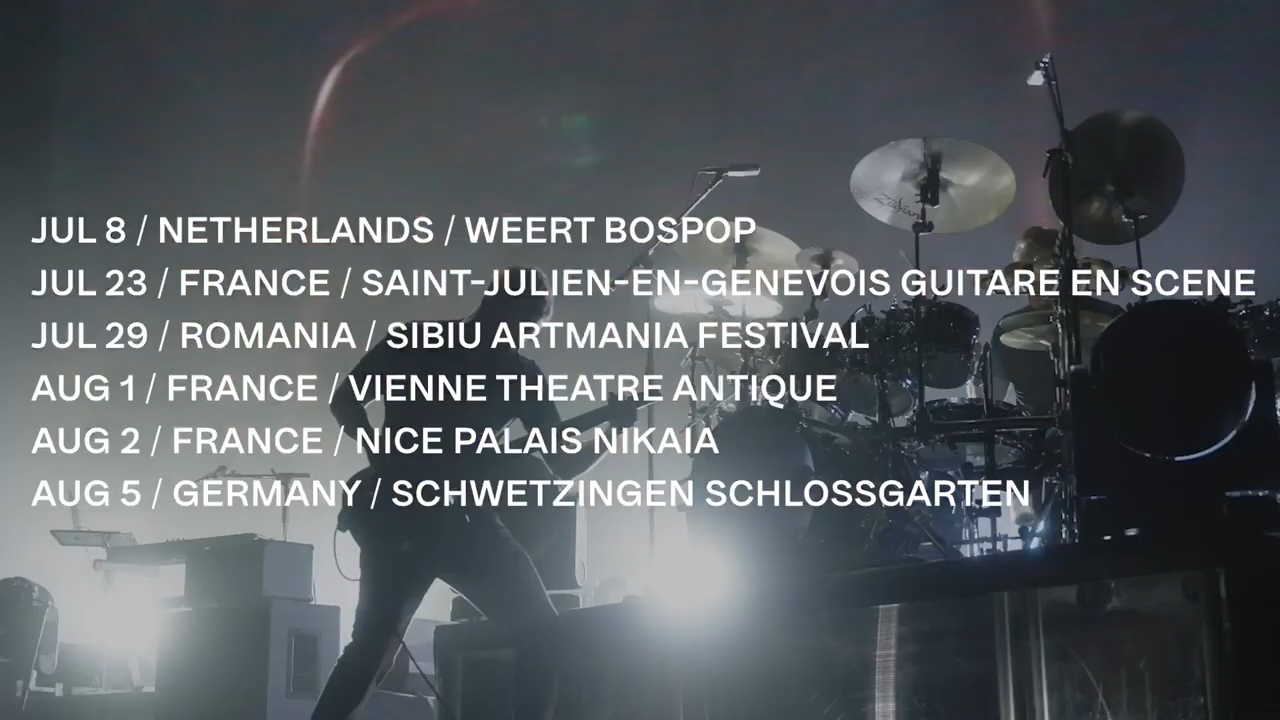 JUL 8 / NETHERLANDS / WEERT BOSPOP
JUL 23 / FRANCE / SAINT-JULIEN-EN-GENEVOIS GUITARE EN SCENE
JUL 29 / ROMANIA / SIBIU ARTMANIA FESTIVAL
AUG 1 / FRANCE / VIENNE THEATRE ANTIQUE
AUG 2 / FRANCE / NICE PALAIS NIKAIA
AUG 5 / GERMANY / SCHWETZINGEN SCHLOSSGARTEN
Zildjian